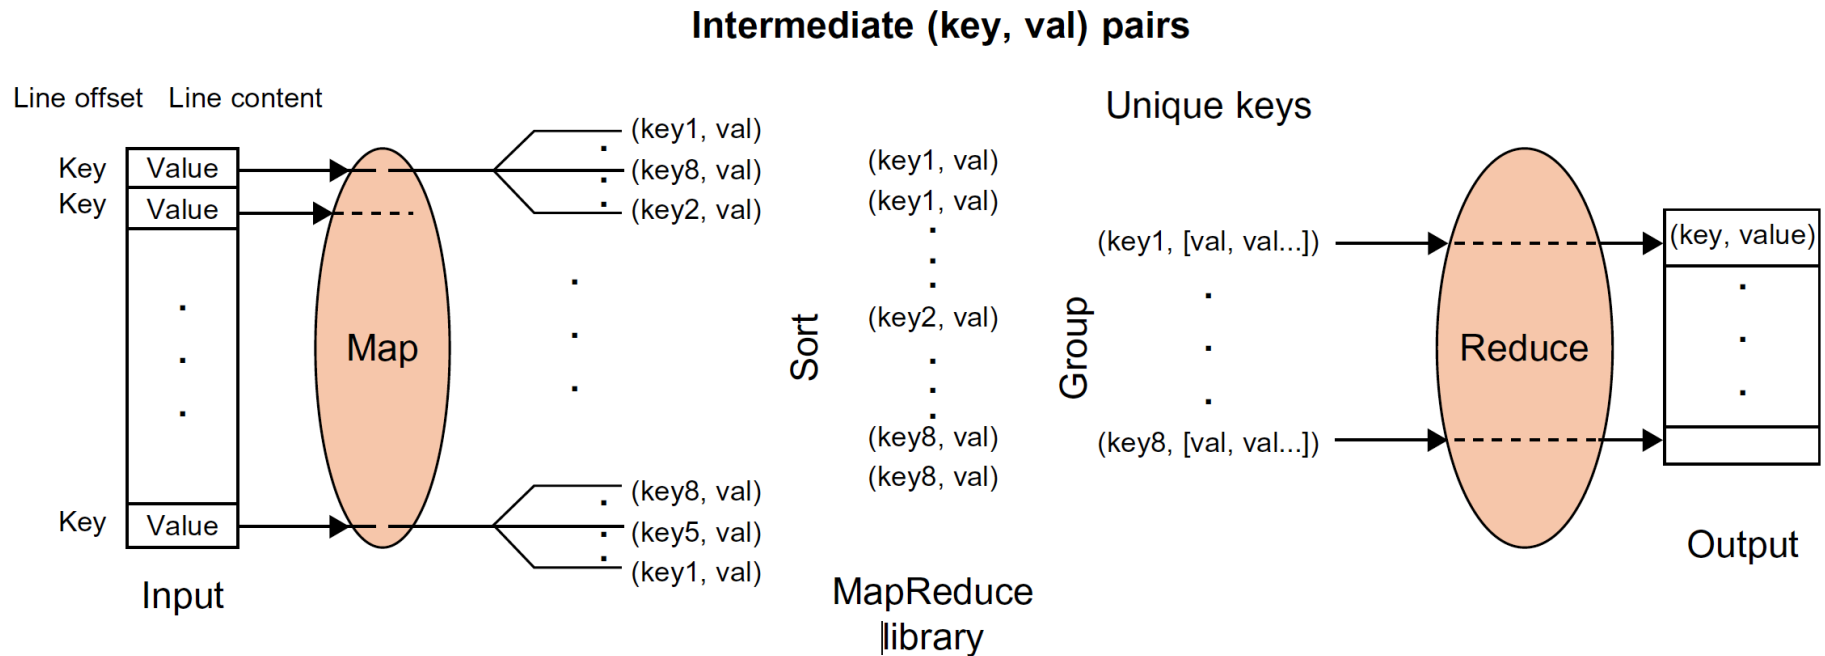 Intermediate (key, val) pairs
Line offset Line content
Key Value
Key Value
Key Value
Input
Map
(key1, val)
(key8, val)
(key2, val)
(key8, val)
(key5, val)
(key1, val)
Sort
(key1, val)
(key1, val)
(key2, val)
(key8, val)
(key8, val)
MapReduce
library
Group
Unique keys
(key1, [val, val...])
(key8, [val, val...])
Reduce
(key, value)
Output